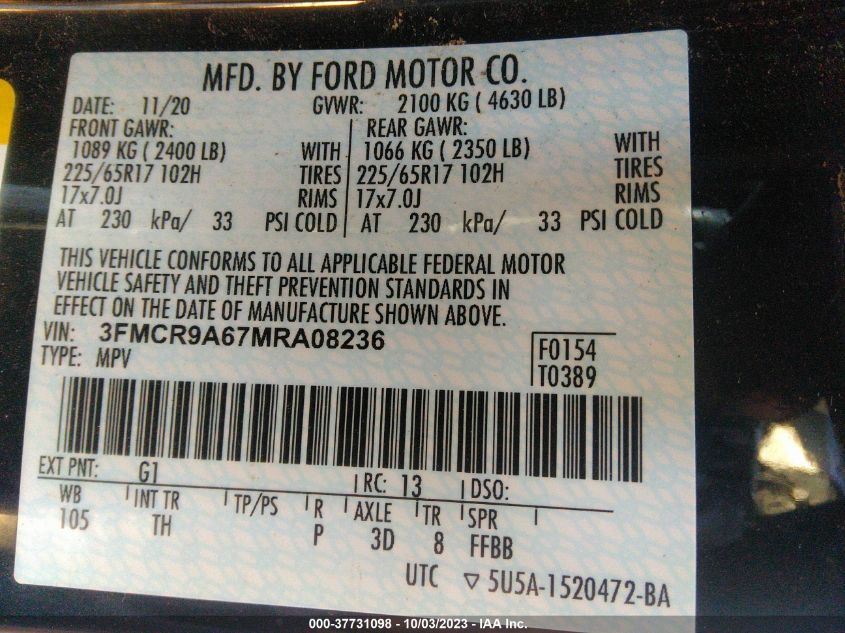 MFD. BY FORD MOTOR CO.
DATE: 11/20 GVWR: 2100 KG ( 4630 LB)
FRONT GAWR: REAR GAWR:
1089 KG ( 2400 LB) WITH 1066 KG ( 2350 LB) WITH
225/65R17 102H TIRES 225/65R17 102H TIRES
17x7.0J RIMS 17x7.0J RIMS
AT 230 kPa/ 33 PSI COLD AT 230 kPa/ 33 PSI COLD
THIS VEHICLE CONFORMS TO ALL APPLICABLE FEDERAL MOTOR
VEHICLE SAFETY AND THEFT PREVENTION STANDARDS IN
EFFECT ON THE DATE OF MANUFACTURE SHOWN ABOVE.
VIN: 3FMCR9A67MRA08236
TYPE: MPV
F0154
T0389
EXT PNT: G1 RC: 13 DSO:
WB INT TR TP/PS R AXLE TR SPR
105 TH P 3D 8 FFBB
UTC ▽ 5U5A-1520472-BA
000-37731098 - 10/03/2023 - IAA Inc.